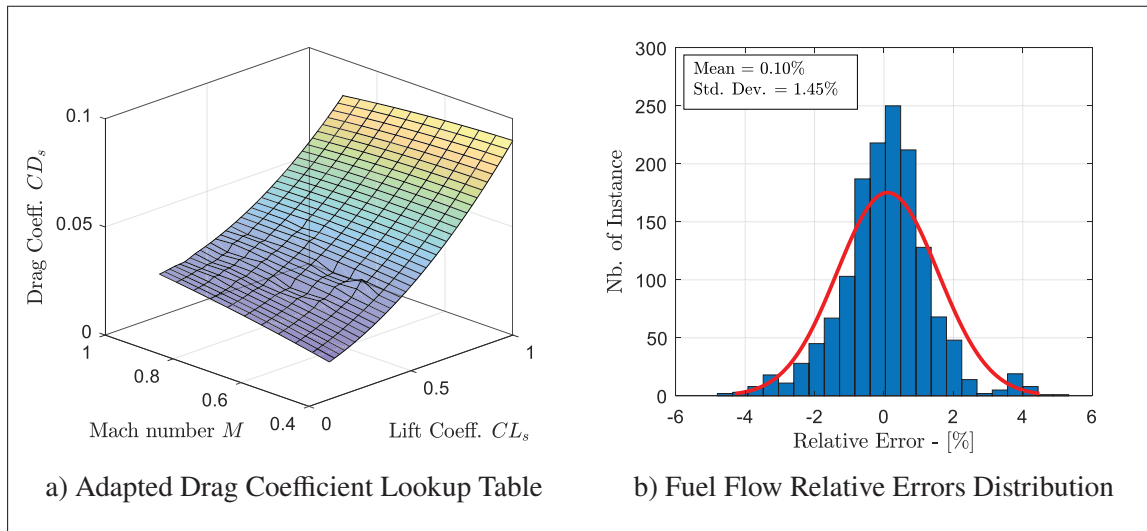 0.1
0.05
0
Drag Coeff. CD_s
1
0.8
0.6
0.4
Mach number M
0
0.5
1
Lift Coeff. CL_s
a) Adapted Drag Coefficient Lookup Table
300
250
200
150
100
50
0
Nb. of Instance
Mean = 0.10%
Std. Dev. = 1.45%
-6 -4 -2 0 2 4 6
Relative Error - [%]
b) Fuel Flow Relative Errors Distribution